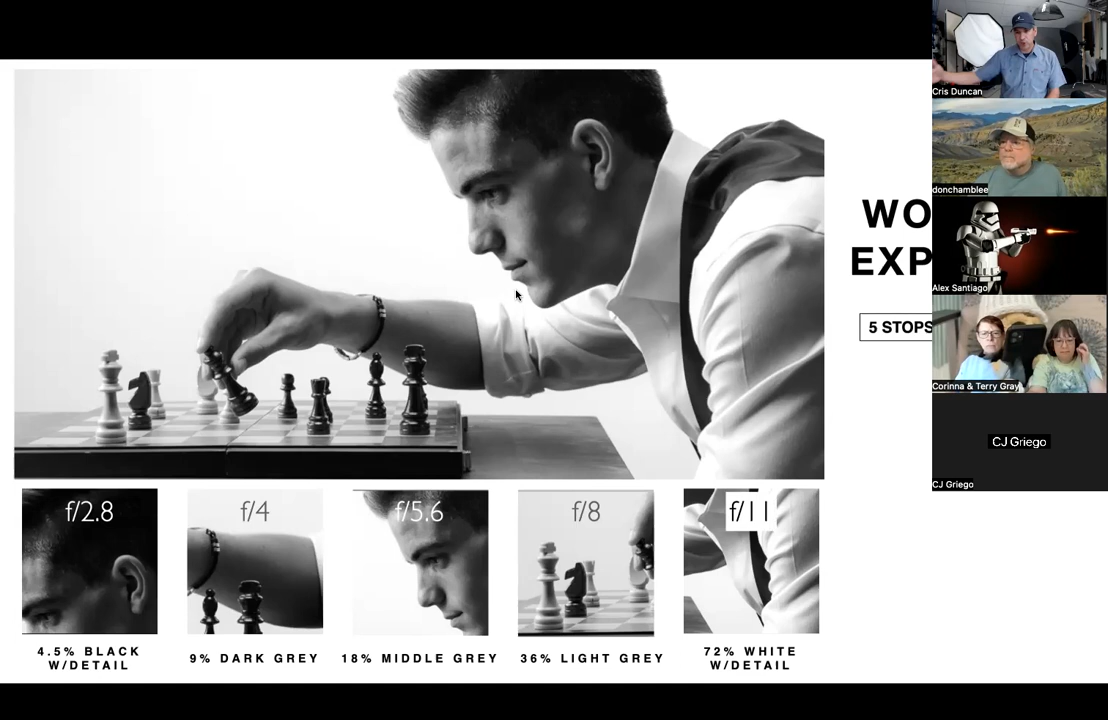 WO
EXP
5 STOPS
f/2.8
f/4
f/5.6
f/8
f/11
4.5% BLACK
W/DETAIL
9% DARK GREY
18% MIDDLE GREY
36% LIGHT GREY
72% WHITE
W/DETAIL
Cris Duncan
donchamblee
Alex Santiago
Corinna & Terry Gray
CJ Griego
CJ Griego